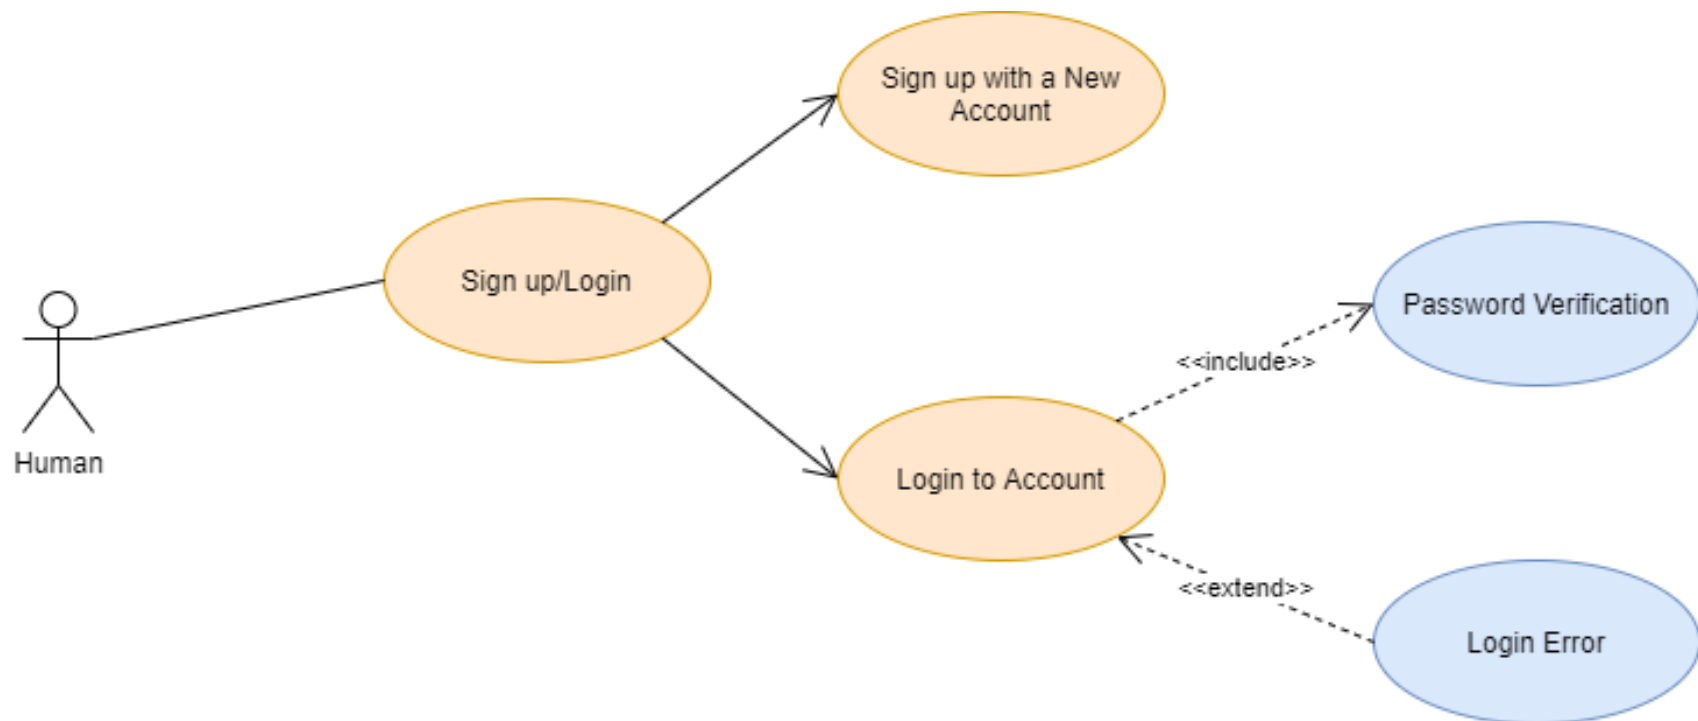 Sign up with a New
Account
Sign up/Login
Password Verification
<<include>>
Human
Login to Account
<<extend>>
Login Error